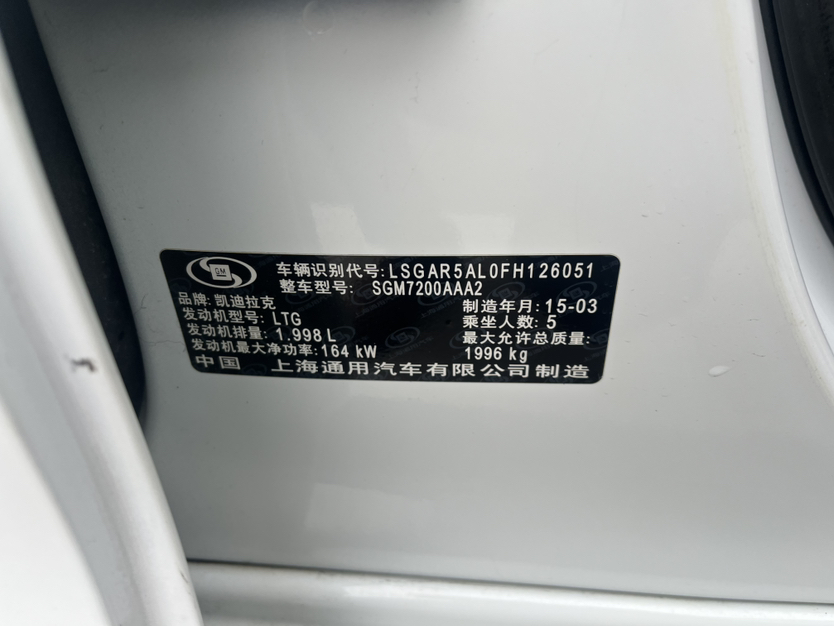 GM
车辆识别代号:LSGAR5AL0FH126051
整车型号: SGM7200AAA2
品牌:凯迪拉克 制造年月:15-03
发动机型号:LTG 乘坐人数:5
发动机排量:1.998 L 最大允许总质量:
发动机最大净功率:164 kW 1996 kg
中国 上海通用汽车有限公司制造